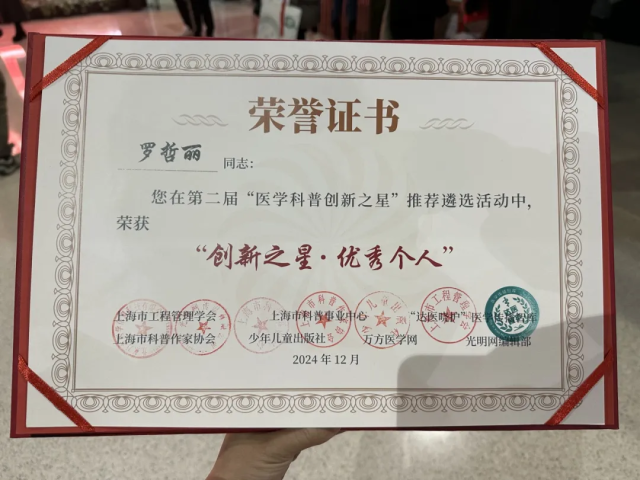 荣誉证书
罗哲丽 同志:
您在第二届“医学科普创新之星”推荐遴选活动中,
荣获
“创新之星·优秀个人”
上海市工程管理学会 上海市科普事业中心 “达医晓护”医学
上海市科普作家协会 少年儿童出版社 万方医学网 光明网编辑部
2024年12月